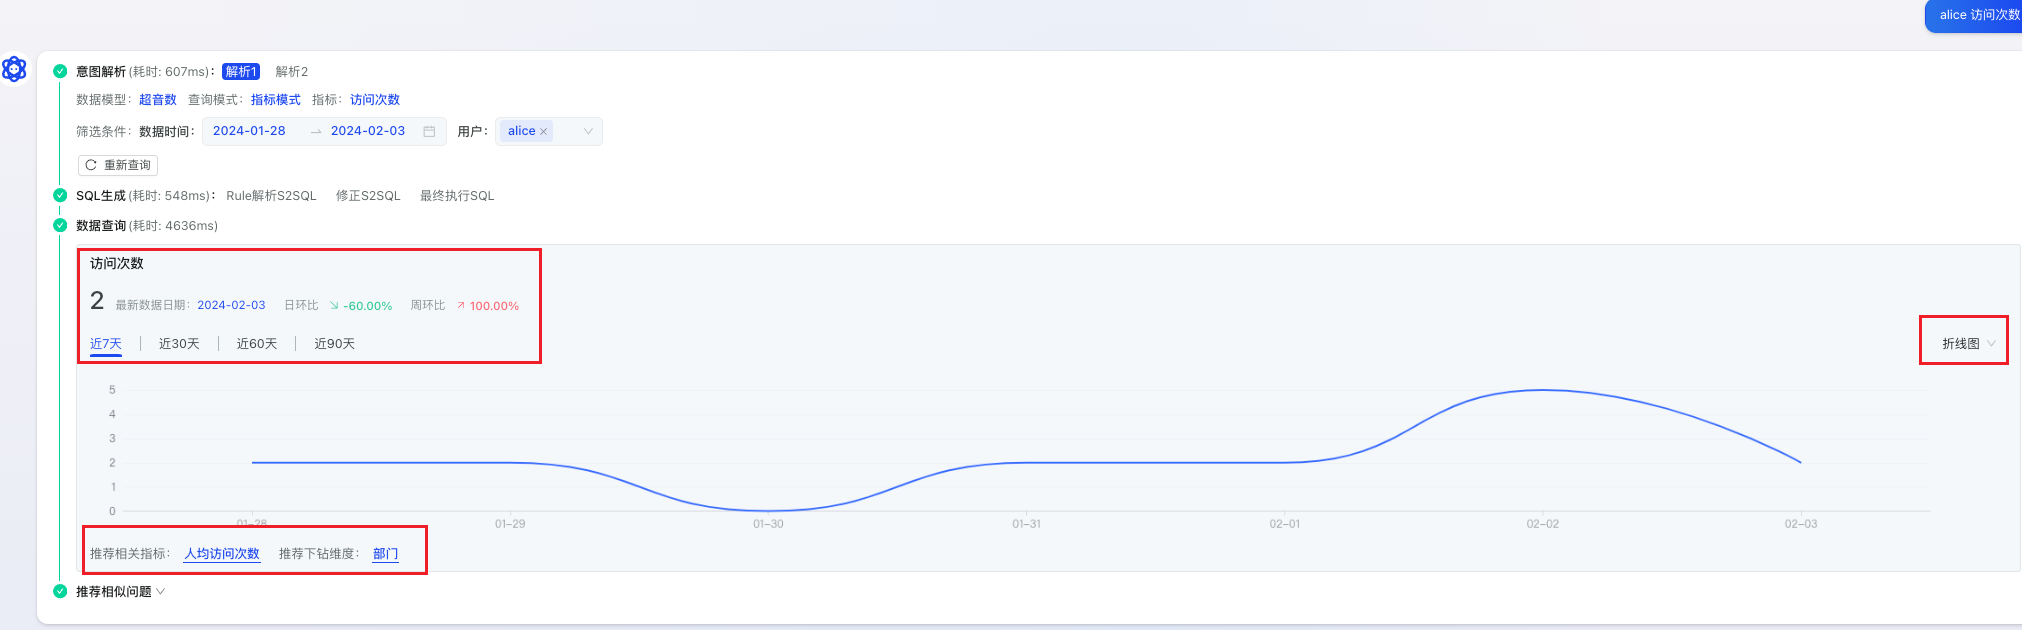 alice 访问次数
意图解析 (耗时: 607ms): 解析1 解析2
数据模型: 超音数 查询模式: 指标模式 指标: 访问次数
筛选条件: 数据时间: 2024-01-28 → 2024-02-03 用户: alice ×
重新查询
SQL生成 (耗时: 548ms): Rule解析S2SQL 修正S2SQL 最终执行SQL
数据查询 (耗时: 4636ms)
访问次数
2 最新数据日期: 2024-02-03 日环比 -60.00% 周环比 100.00%
近7天 近30天 近60天 近90天
折线图
5
4
3
2
1
0
01-28 01-29 01-30 01-31 02-01 02-02 02-03
推荐相关指标: 人均访问次数 推荐下钻维度: 部门
推荐相似问题